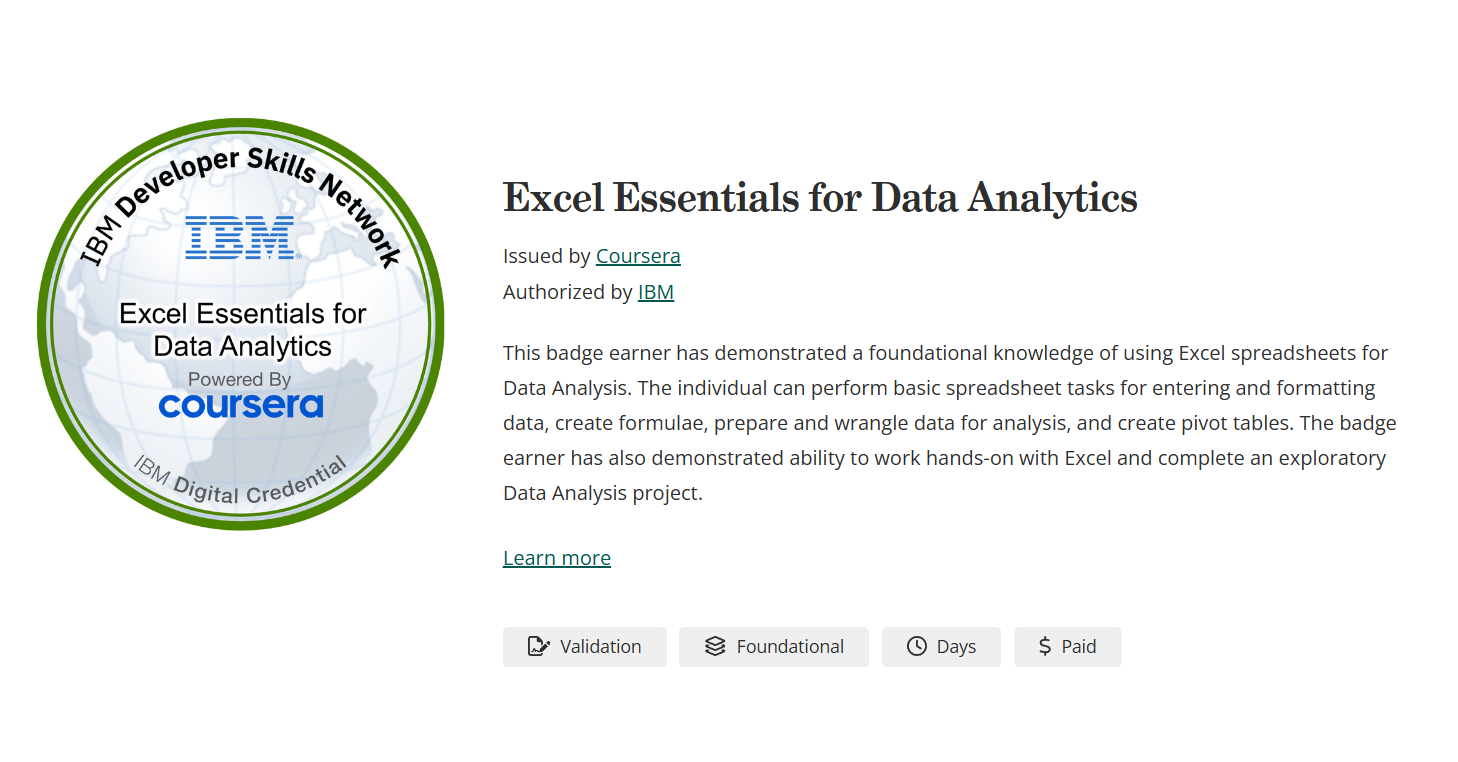 IBM Developer Skills Network
IBM®
Excel Essentials for
Data Analytics
Powered By
coursera
IBM Digital Credential
Excel Essentials for Data Analytics
Issued by Coursera
Authorized by IBM
This badge earner has demonstrated a foundational knowledge of using Excel spreadsheets for
Data Analysis. The individual can perform basic spreadsheet tasks for entering and formatting
data, create formulae, prepare and wrangle data for analysis, and create pivot tables. The badge
earner has also demonstrated ability to work hands-on with Excel and complete an exploratory
Data Analysis project.
Learn more
Validation
Foundational
Days
$ Paid